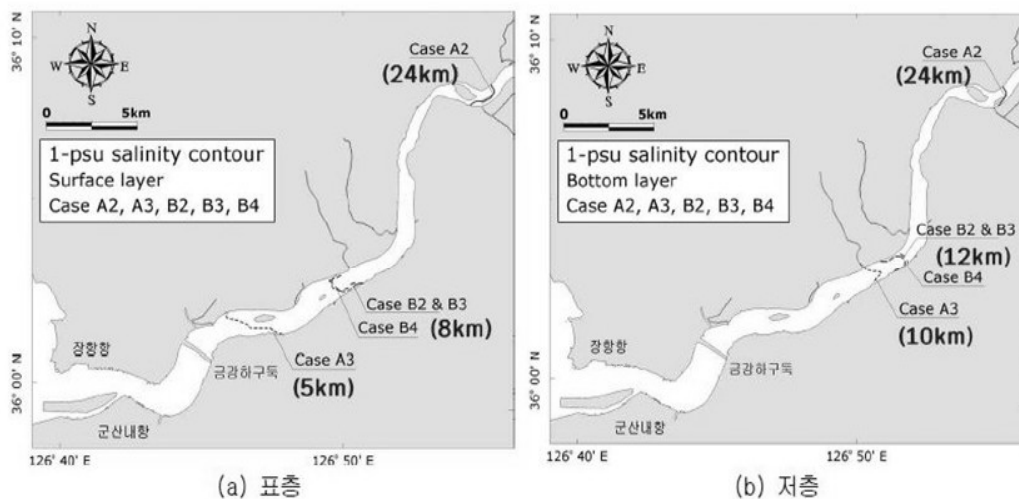 36° 10' N
36° 00' N
N
W
E
S
0
5km
1-psu salinity contour
Surface layer
Case A2, A3, B2, B3, B4
Case A2
(24km)
Case B2 & B3
Case B4
(8km)
Case A3
(5km)
장항항
금강하구둑
군산내항
126° 40' E
126° 50' E
(a) 표층
36° 10' N
36° 00' N
N
W
E
S
0
5km
1-psu salinity contour
Bottom layer
Case A2, A3, B2, B3, B4
Case A2
(24km)
Case B2 & B3
(12km)
Case B4
Case A3
(10km)
장항항
금강하구둑
군산내항
126° 40' E
126° 50' E
(b) 저층